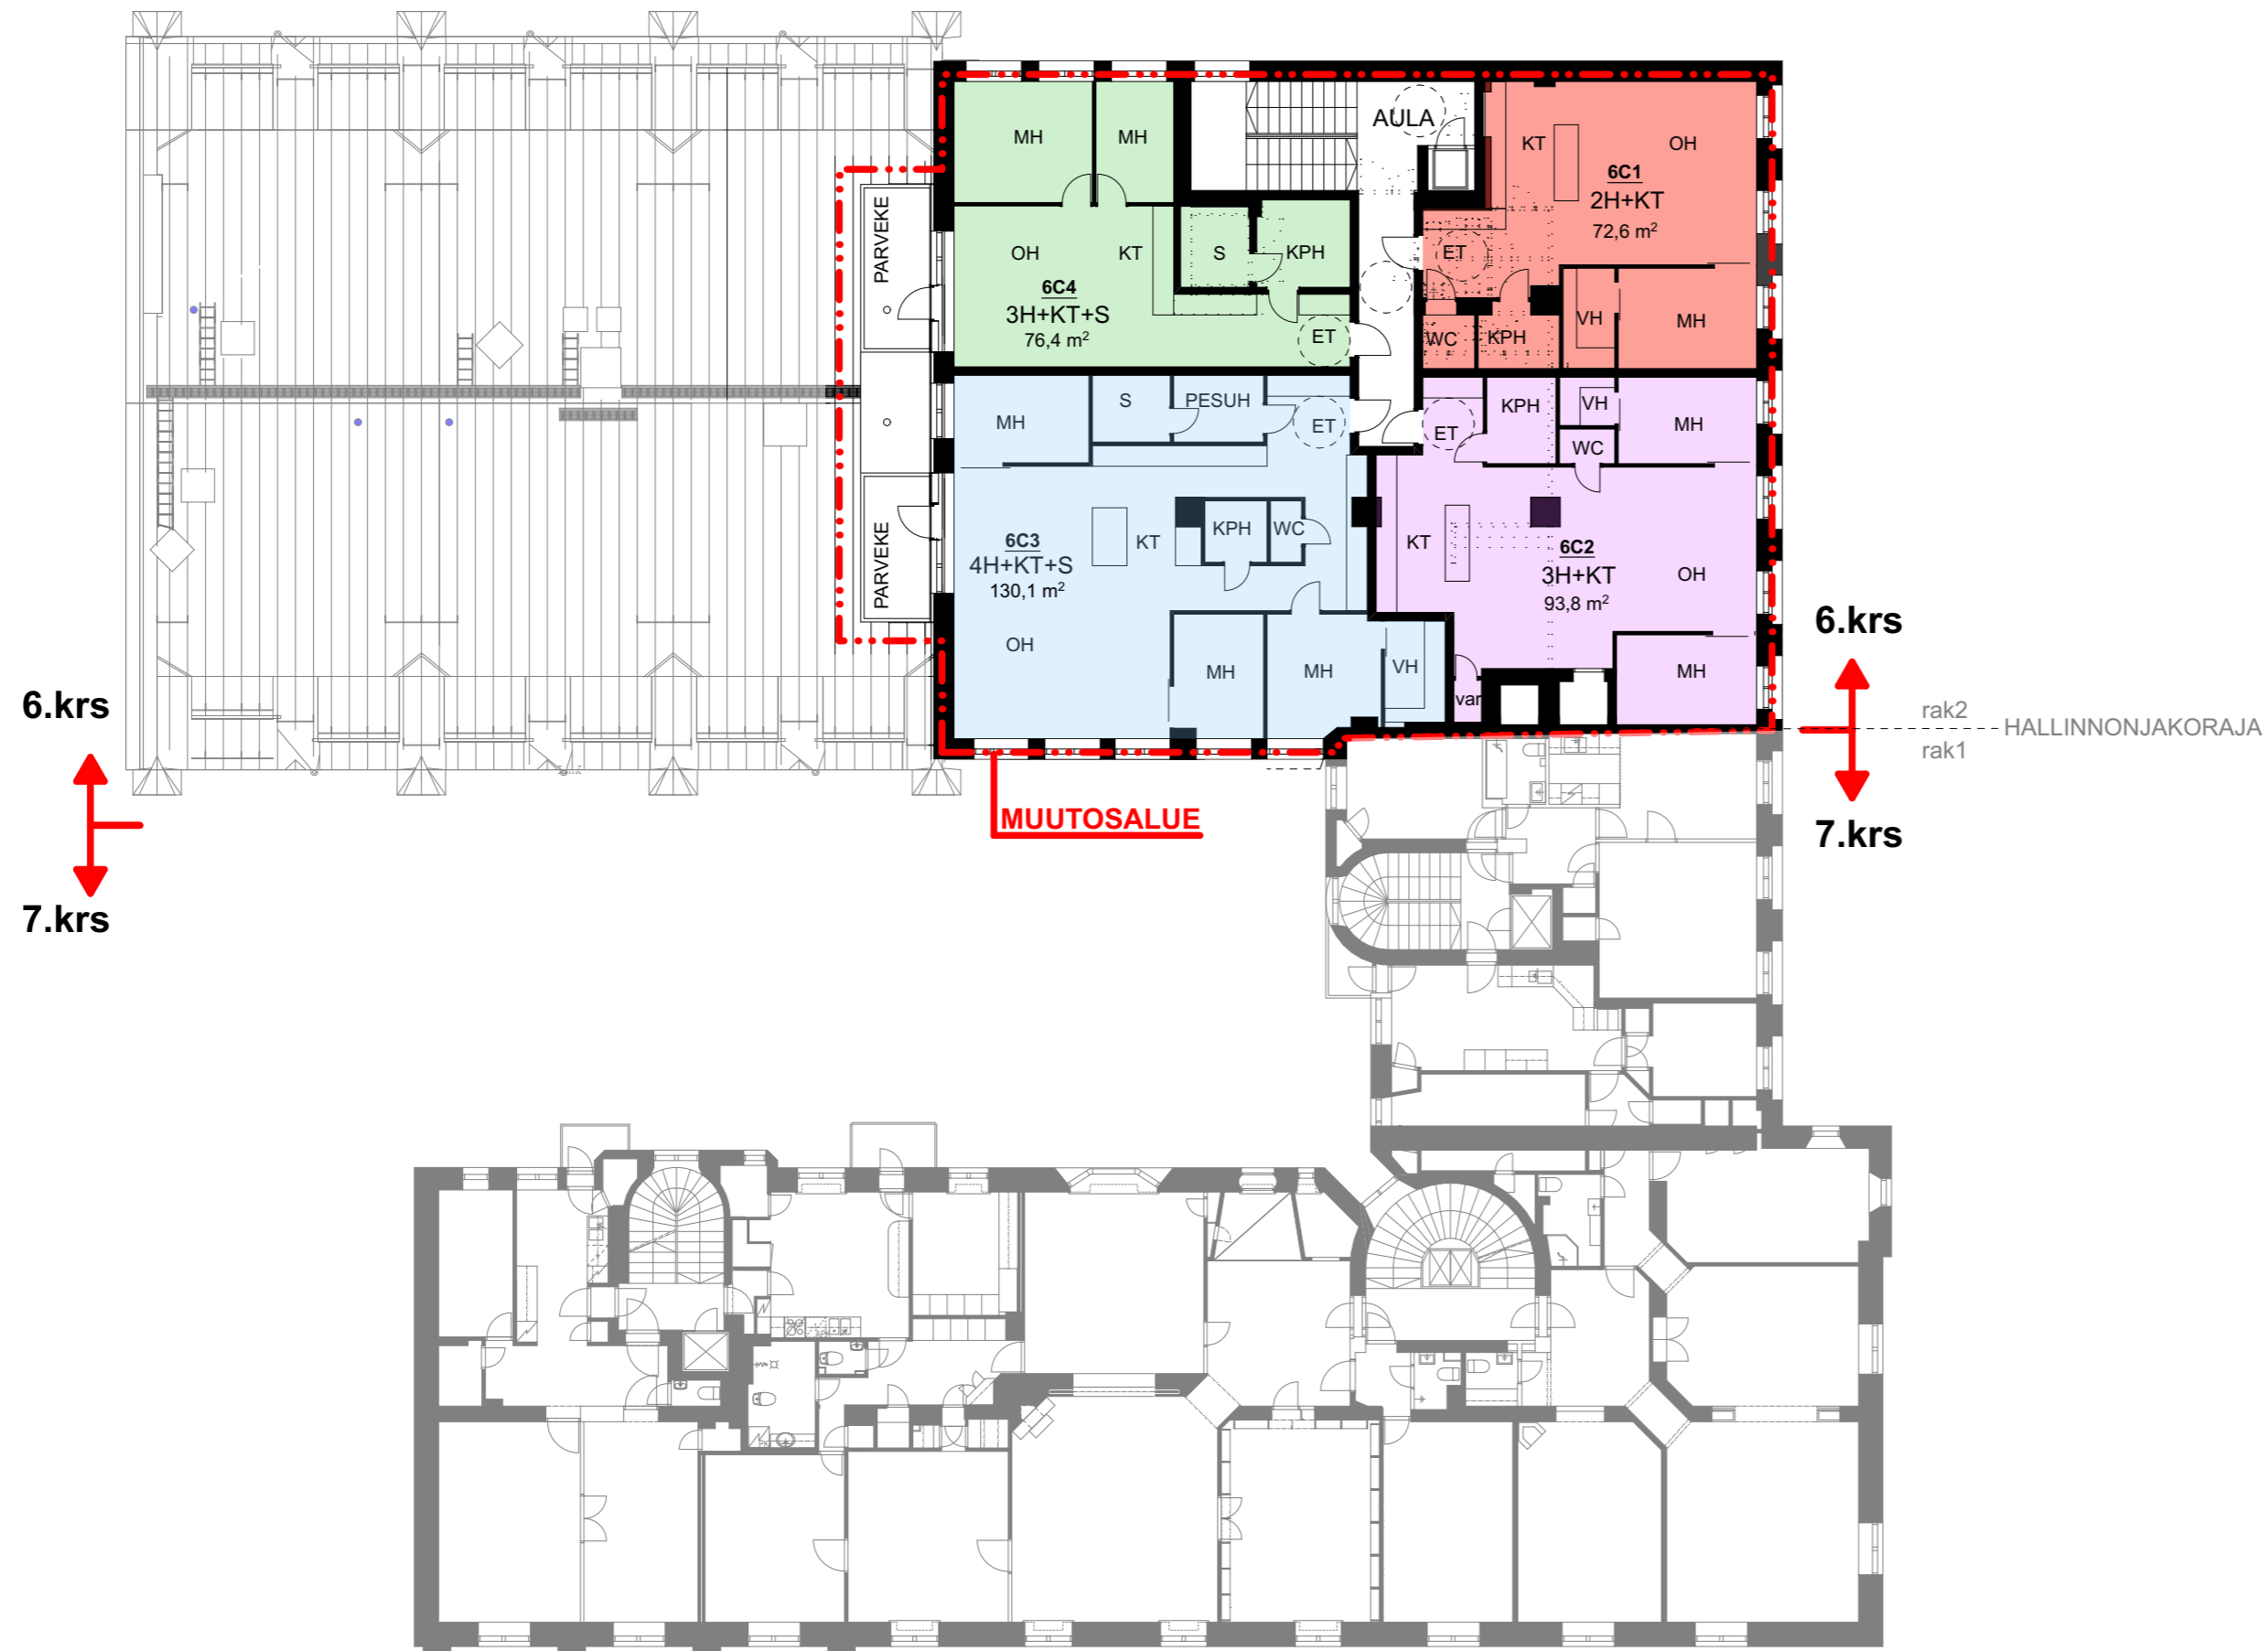 AULA
MH
MH
KT
OH
6C1
2H+KT
72,6 m²
PARVEKE
OH
KT
S
KPH
ET
6C4
3H+KT+S
76,4 m²
ET
WC
KPH
VH
MH
MH
S
PESUH
ET
ET
KPH
VH
MH
WC
6C3
4H+KT+S
130,1 m²
KT
KPH
WC
KT
6C2
3H+KT
93,8 m²
OH
PARVEKE
OH
MH
MH
VH
var
MH
6.krs
7.krs
6.krs
7.krs
rak2
HALLINNONJAKORAJA
rak1
MUUTOSALUE